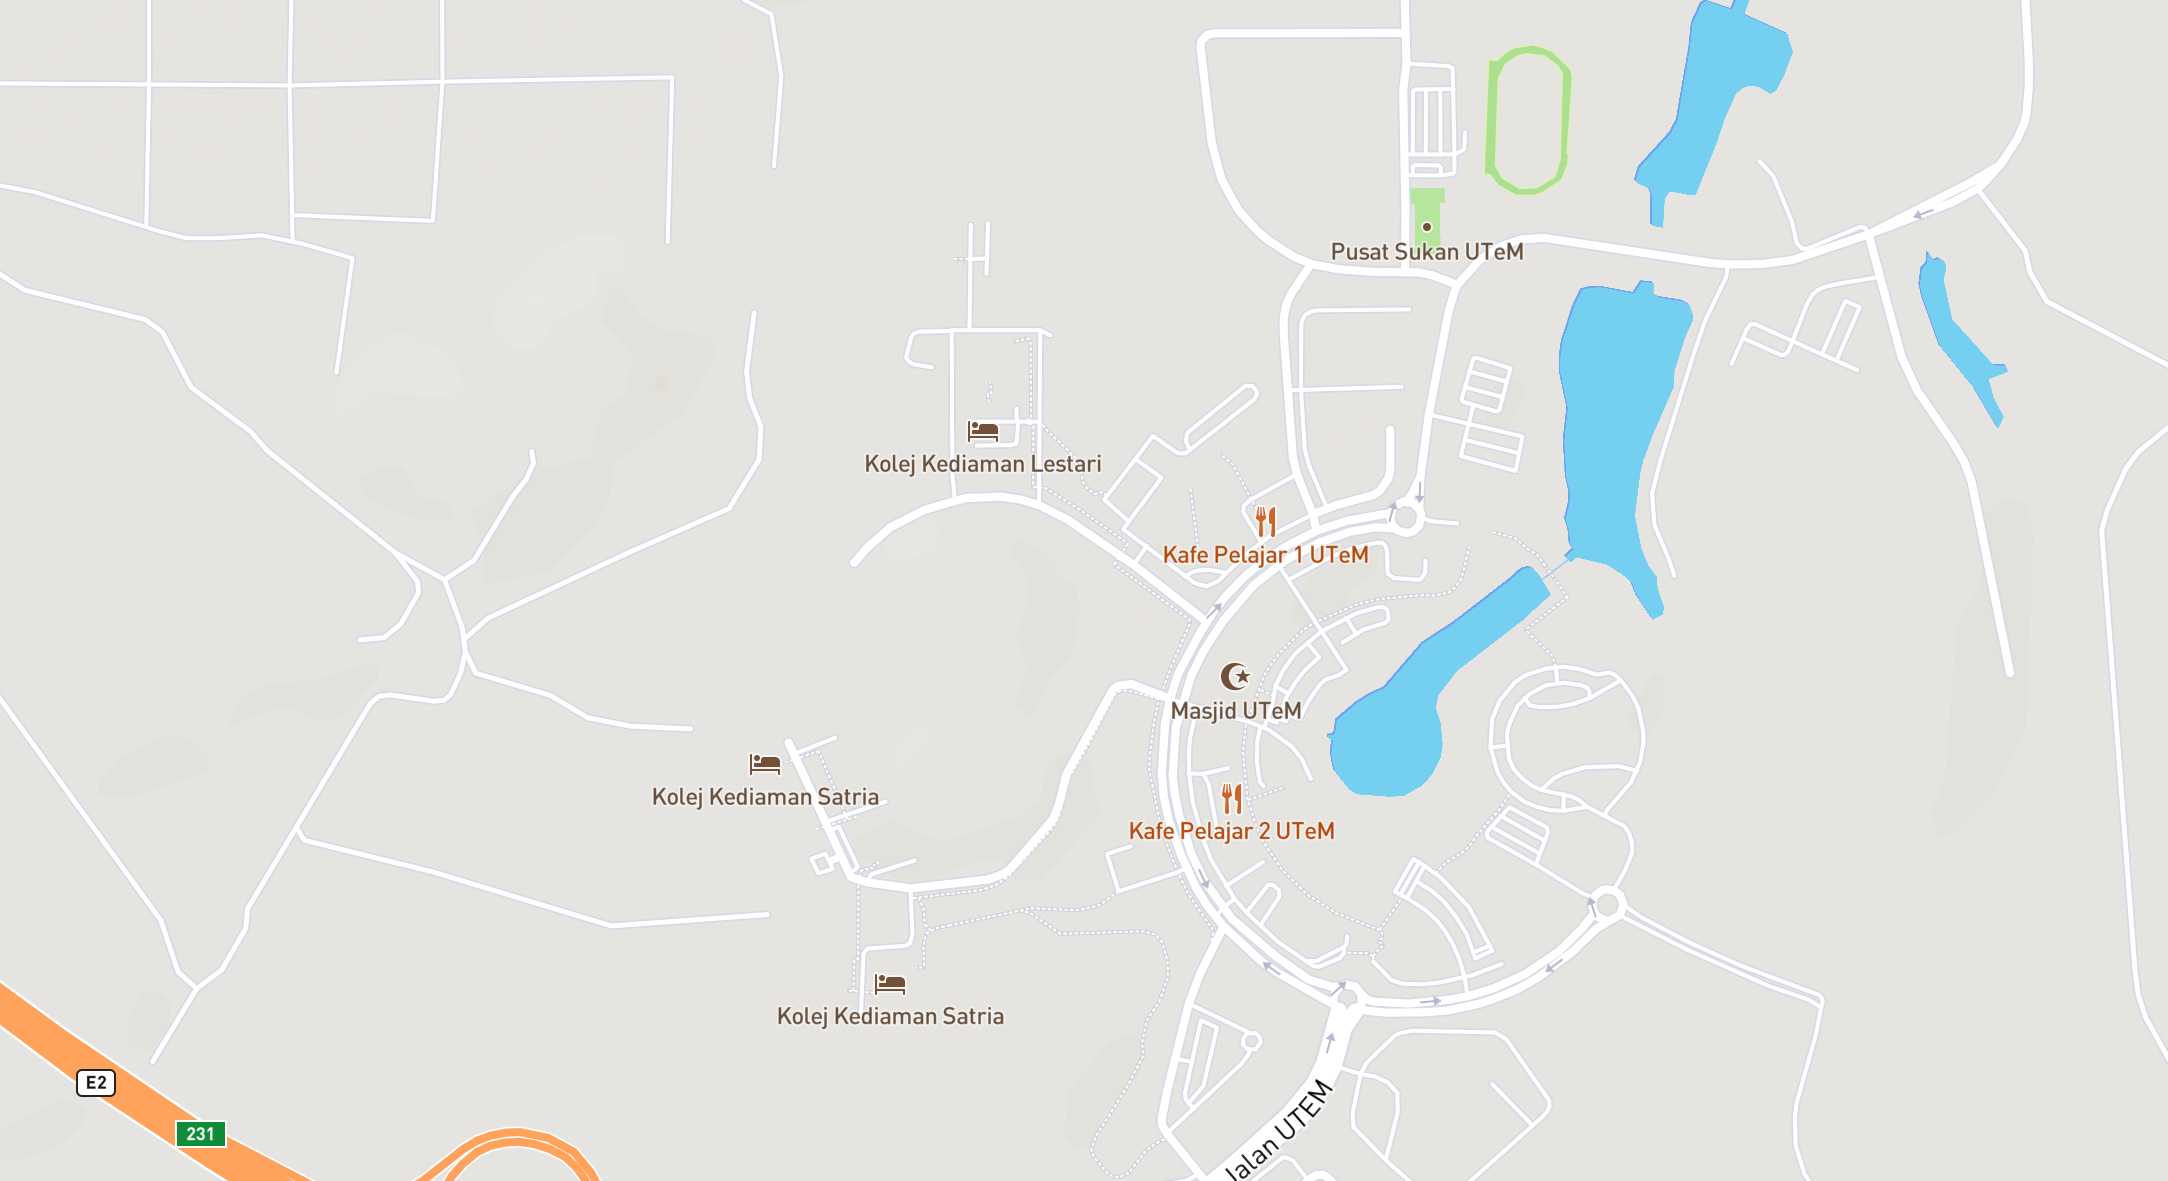 Pusat Sukan UTeM
Kolej Kediaman Lestari
Kafe Pelajar 1 UTeM
Masjid UTeM
Kolej Kediaman Satria
Kafe Pelajar 2 UTeM
Kolej Kediaman Satria
E2
Jalan UTEM
231